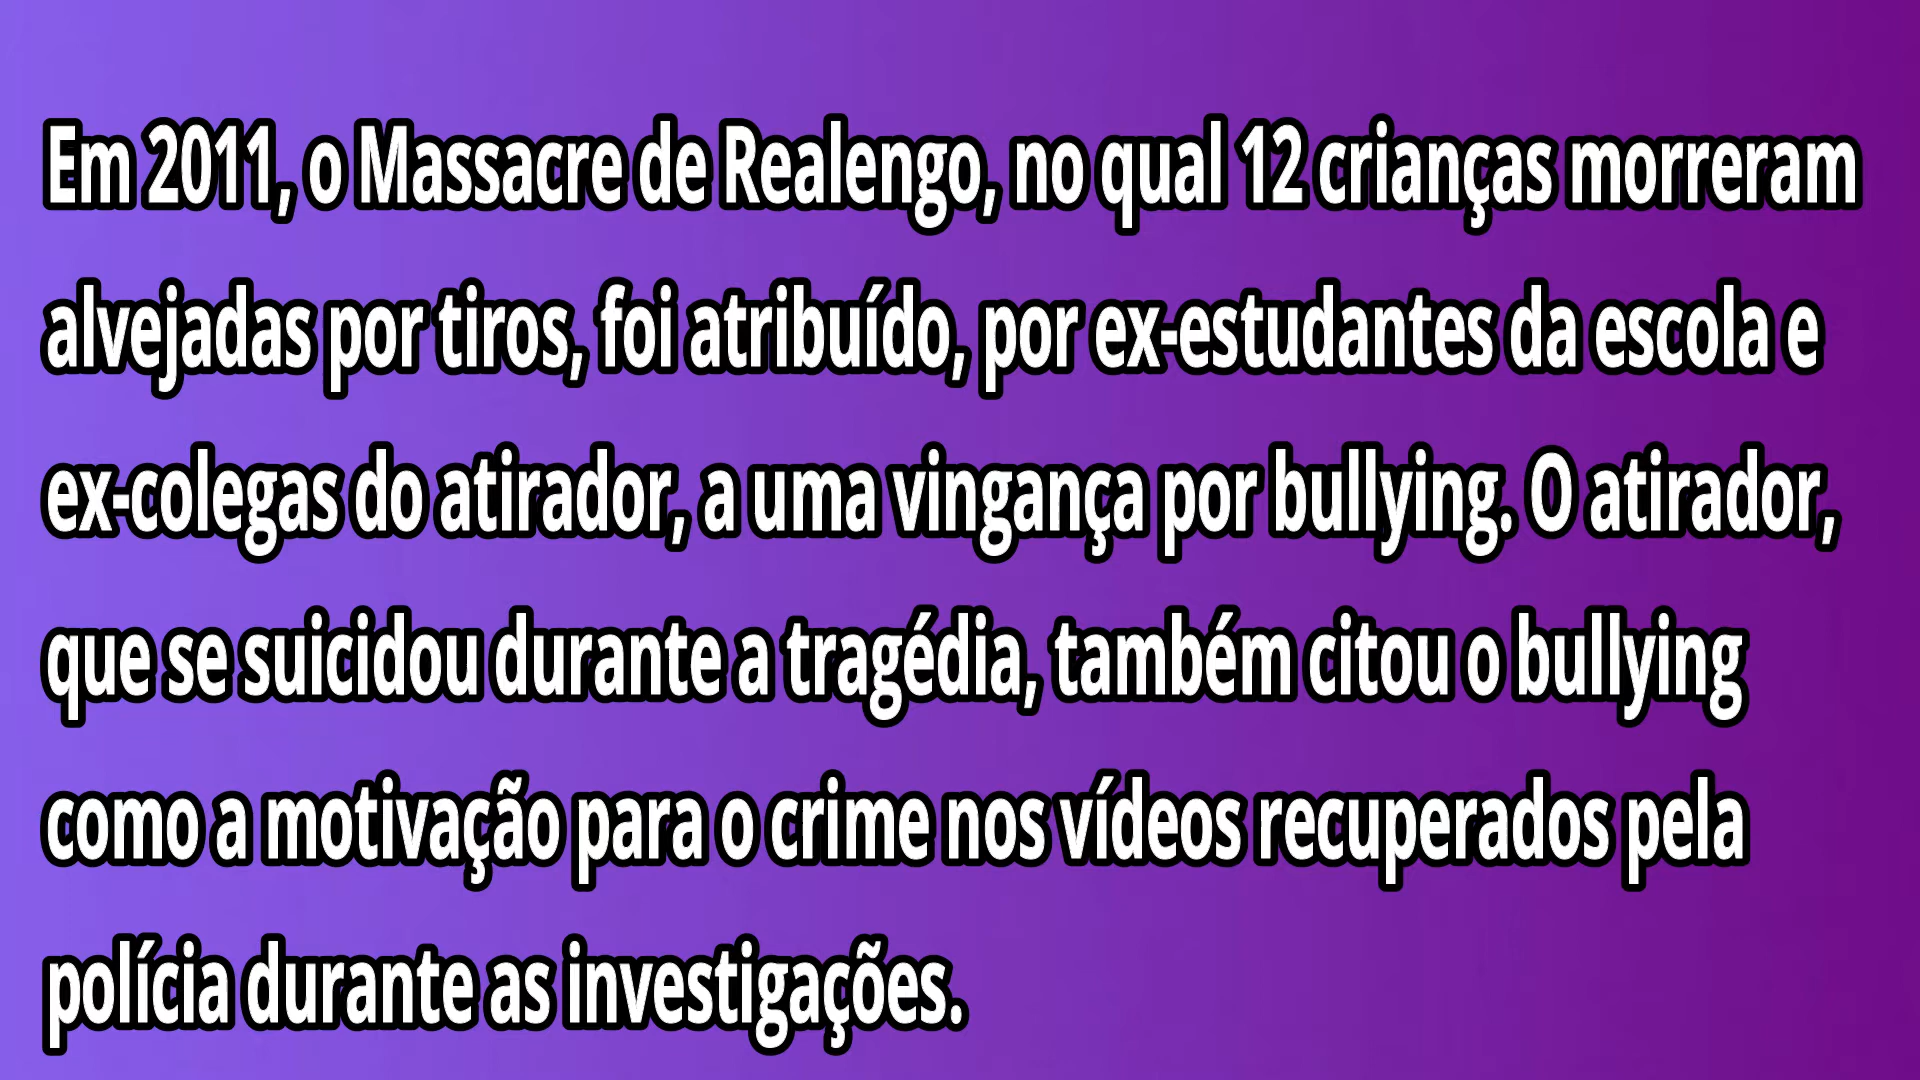 Em 2011, o Massacre de Realengo, no qual 12 crianças morreram
alvejadas por tiros, foi atribuído, por ex-estudantes da escola e
ex-colegas do atirador, a uma vingança por bullying. O atirador,
que se suicidou durante a tragédia, também citou o bullying
como a motivação para o crime nos vídeos recuperados pela
polícia durante as investigações.